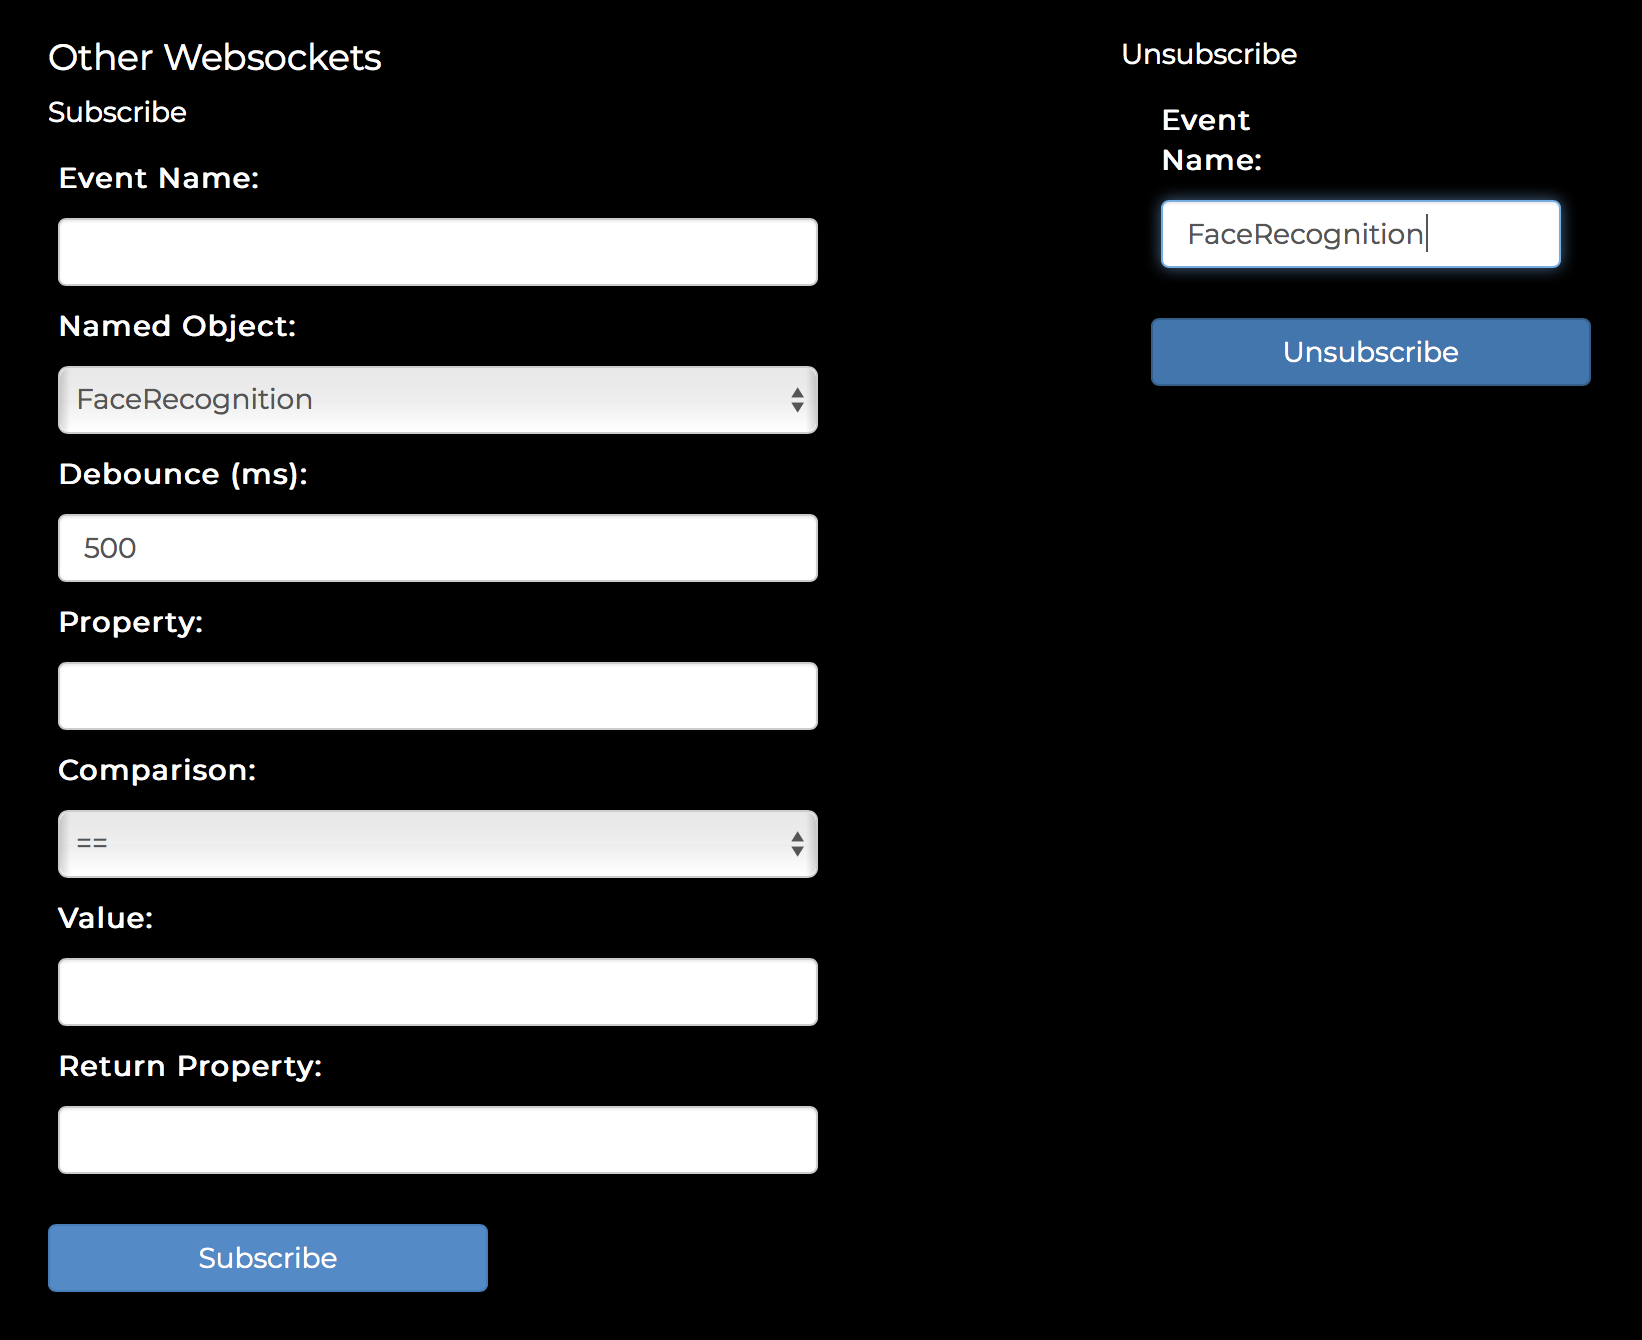 Other Websockets
Subscribe
Event Name:
Named Object:
FaceRecognition
Debounce (ms):
500
Property:
Comparison:
==
Value:
Return Property:
Subscribe
Unsubscribe
Event
Name:
FaceRecognition
Unsubscribe